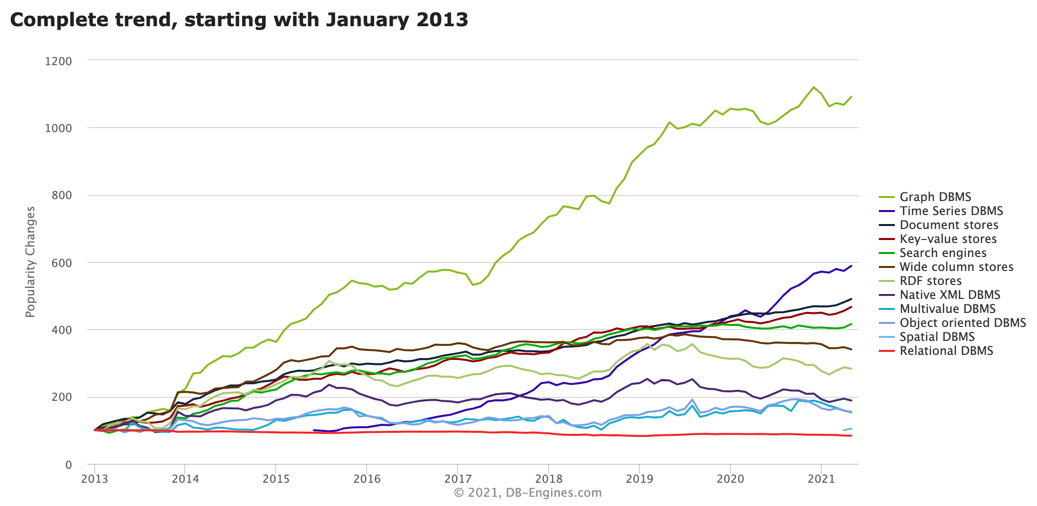 Complete trend, starting with January 2013
1200
1000
800
600
400
200
0
Popularity Changes
2013 2014 2015 2016 2017 2018 2019 2020 2021
© 2021, DB-Engines.com
Graph DBMS
Time Series DBMS
Document stores
Key-value stores
Search engines
Wide column stores
RDF stores
Native XML DBMS
Multivalue DBMS
Object oriented DBMS
Spatial DBMS
Relational DBMS